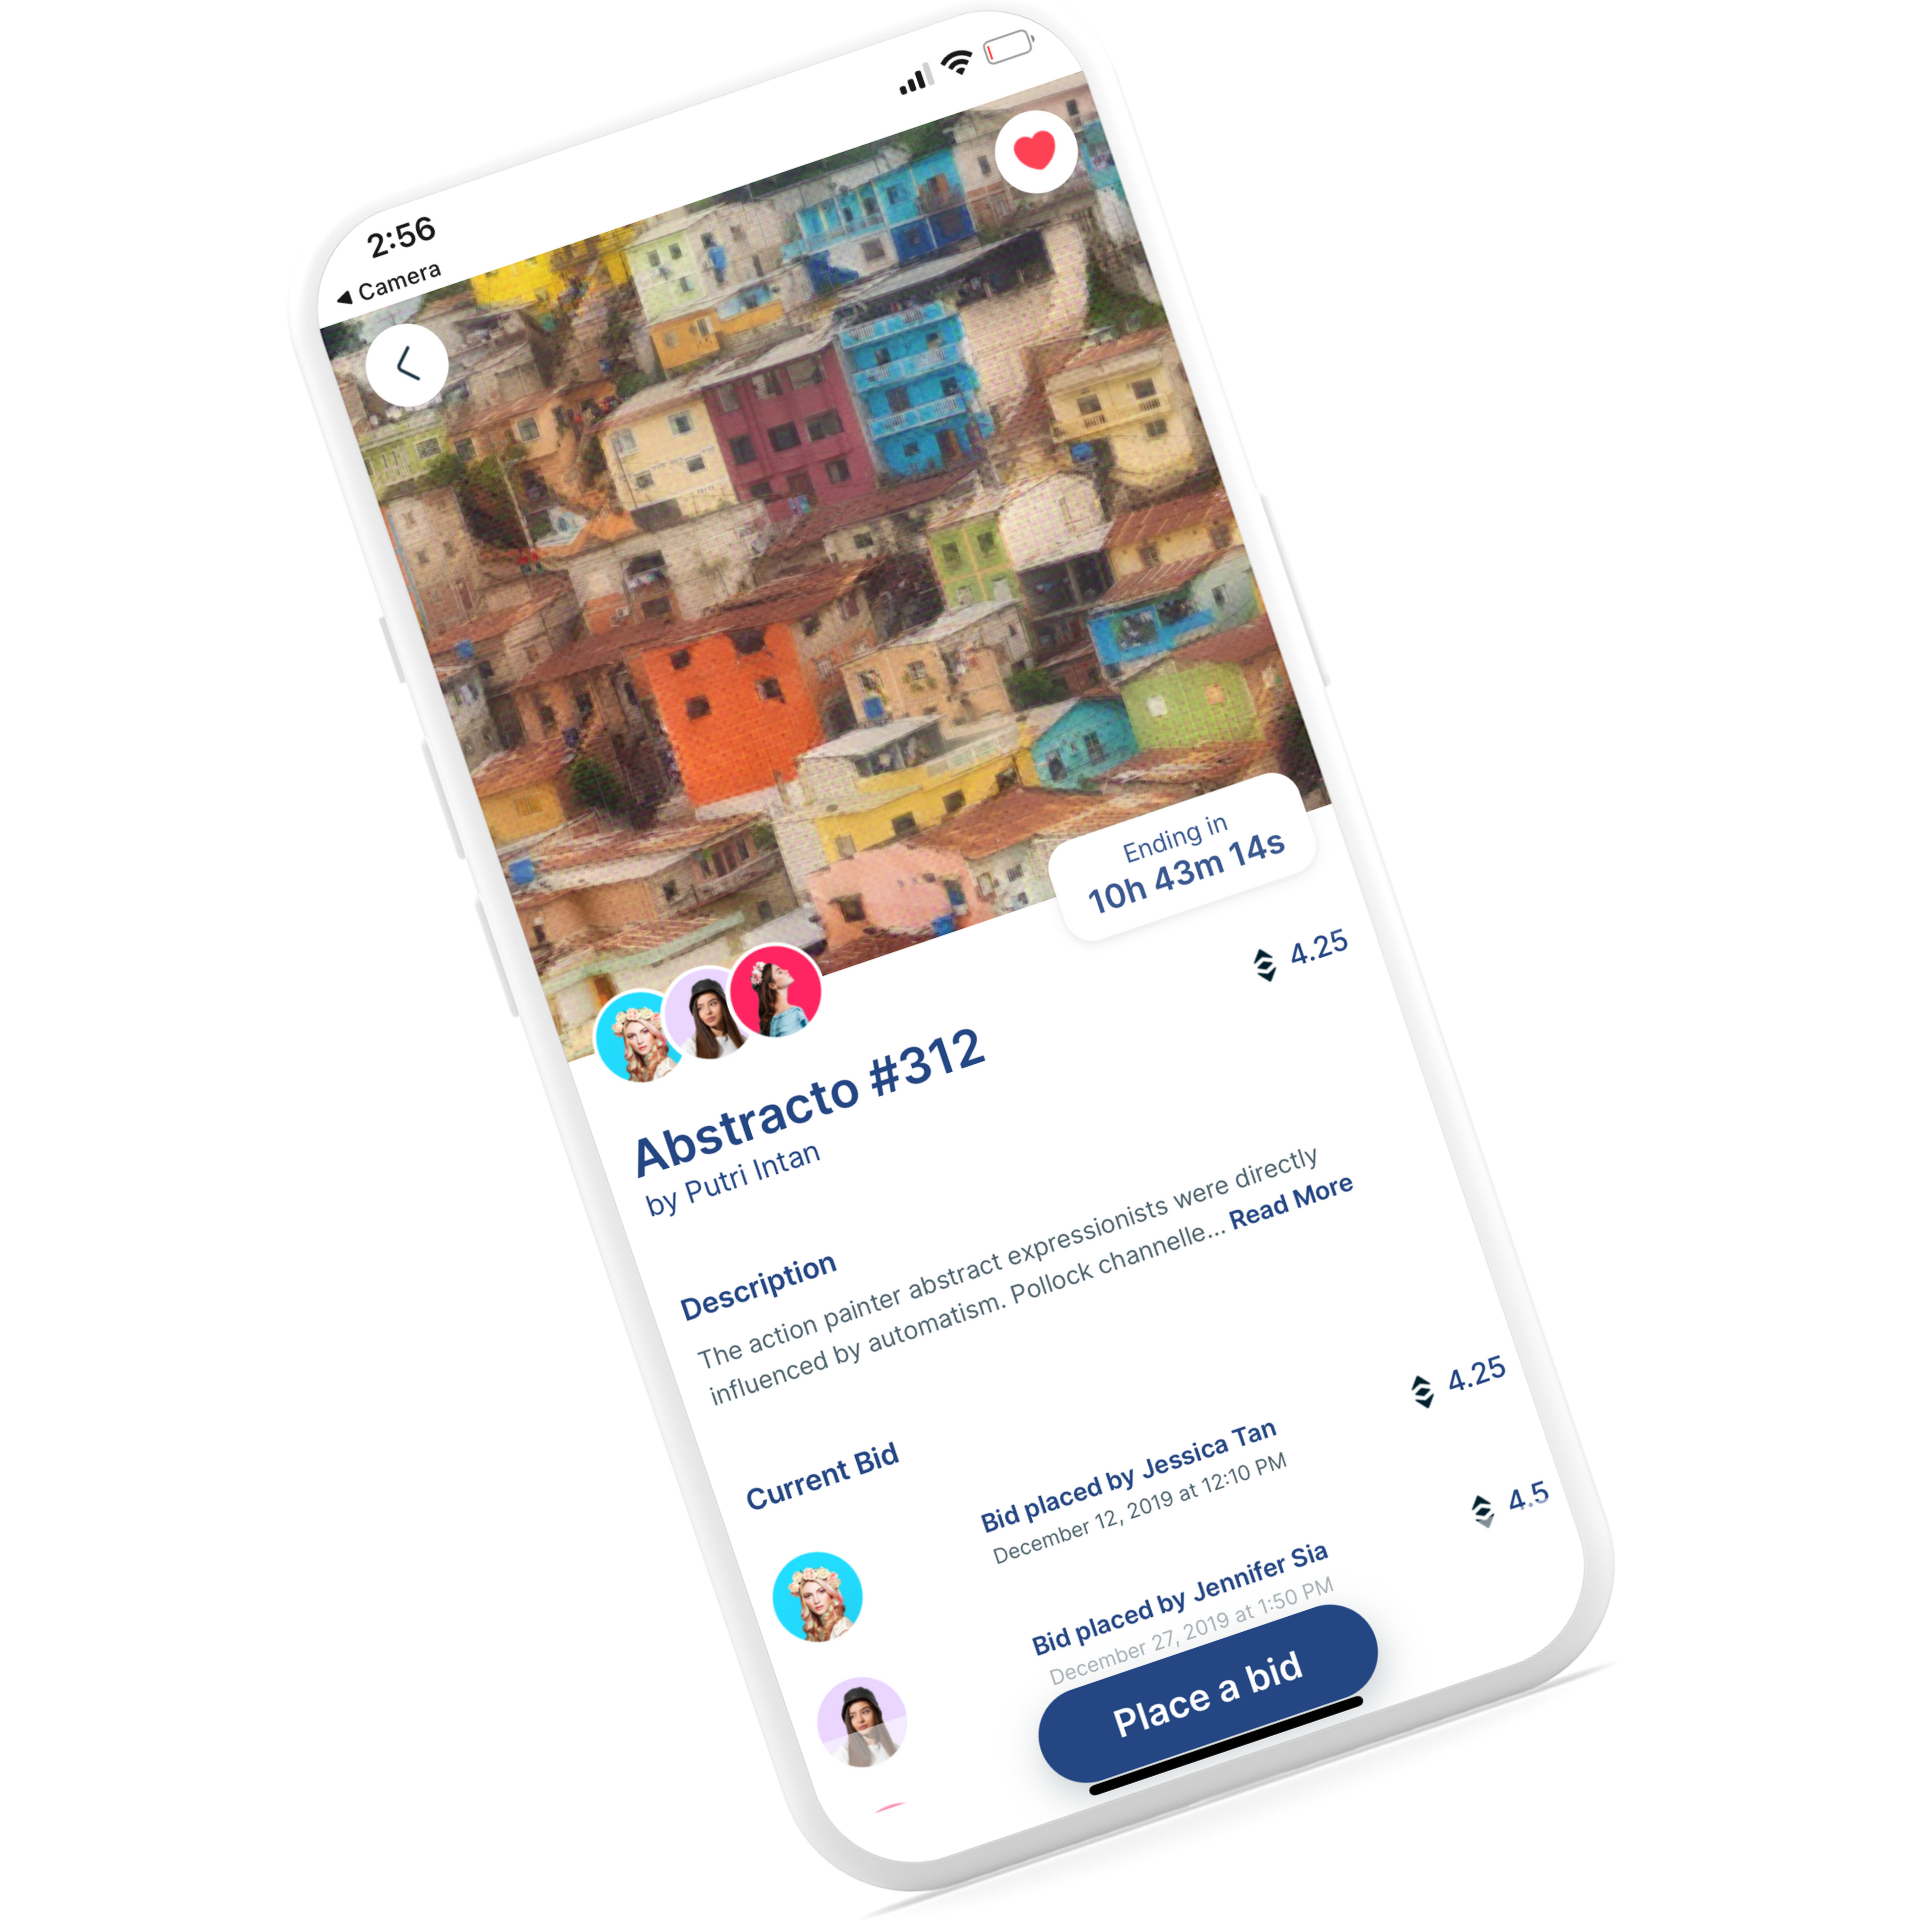 2:56
◀ Camera
Ending in
10h 43m 14s
4.25
Abstracto #312
by Putri Intan
Description
The action painter abstract expressionists were directly
influenced by automatism. Pollock channelle... Read More
Current Bid
Bid placed by Jessica Tan
December 12, 2019 at 12:10 PM
4.25
Bid placed by Jennifer Sia
December 27, 2019 at 1:50 PM
4.5
Place a bid